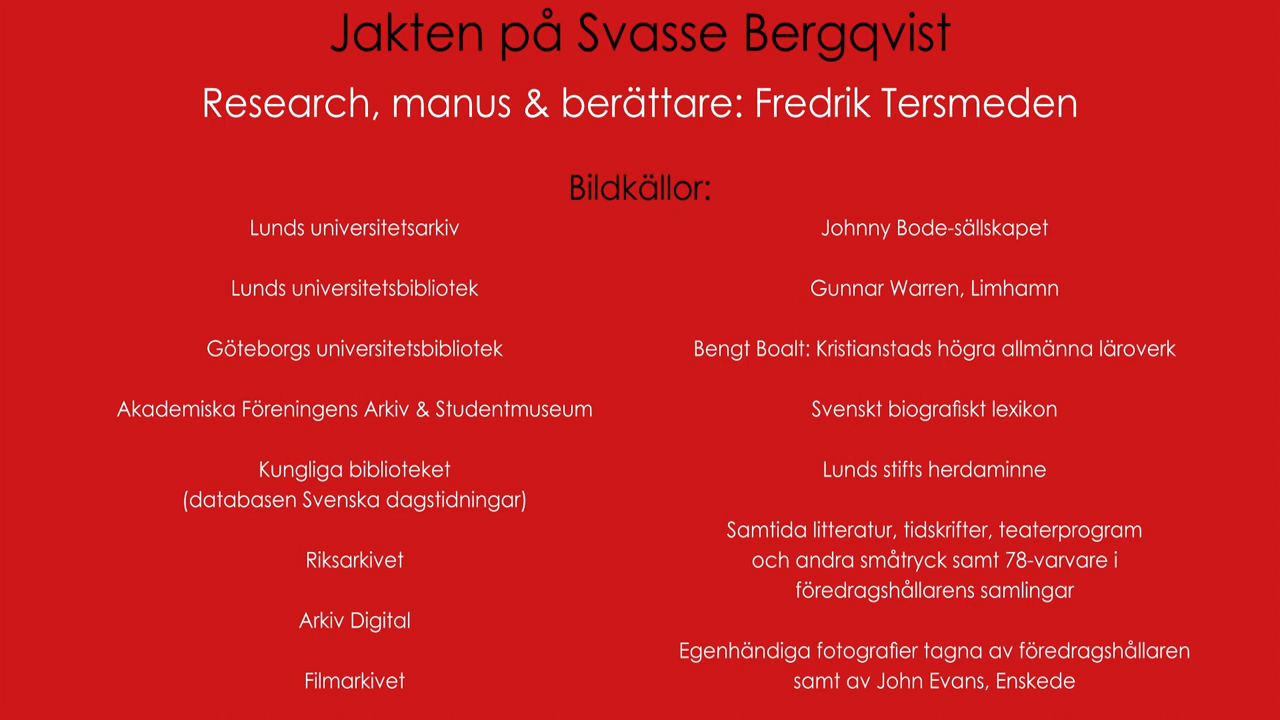 Jakten på Svasse Bergqvist
Research, manus & berättare: Fredrik Tersmeden
Bildkällor:
Lunds universitetsarkiv
Lunds universitetsbibliotek
Göteborgs universitetsbibliotek
Akademiska Föreningens Arkiv & Studentmuseum
Kungliga biblioteket
(databasen Svenska dagstidningar)
Riksarkivet
Arkiv Digital
Filmarkivet
Johnny Bode-sällskapet
Gunnar Warren, Limhamn
Bengt Boalt: Kristianstads högra allmänna läroverk
Svenskt biografiskt lexikon
Lunds stifts herdaminne
Samtida litteratur, tidskrifter, teaterprogram
och andra småtryck samt 78-varvare i
föredragshållarens samlingar
Egenhändiga fotografier tagna av föredragshållaren
samt av John Evans, Enskede